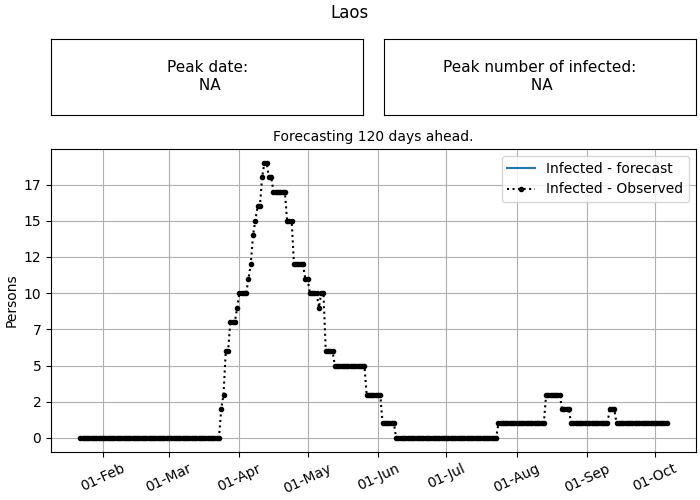 Laos
Peak date:
NA
Peak number of infected:
NA
Forecasting 120 days ahead.
Infected - forecast
Infected - Observed
Persons
17
15
12
10
7
5
2
0
01-Feb
01-Mar
01-Apr
01-May
01-Jun
01-Jul
01-Aug
01-Sep
01-Oct